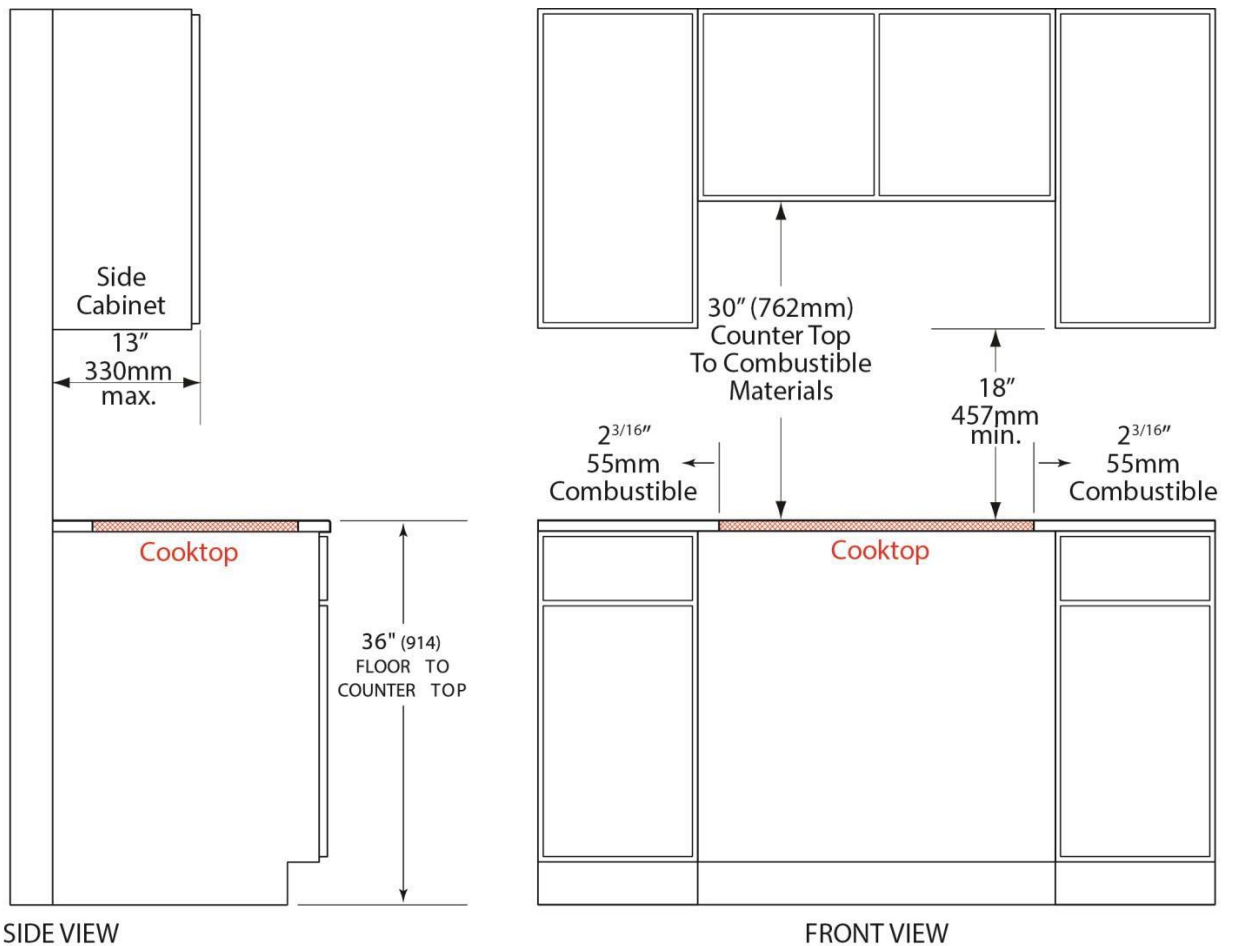 Side
Cabinet
13"
330mm
max.
Cooktop
36" (914)
FLOOR TO
COUNTER TOP
SIDE VIEW
30" (762mm)
Counter Top
To Combustible
Materials
18"
457mm
min.
2 3/16"
55mm
Combustible
2 3/16"
55mm
Combustible
Cooktop
FRONT VIEW